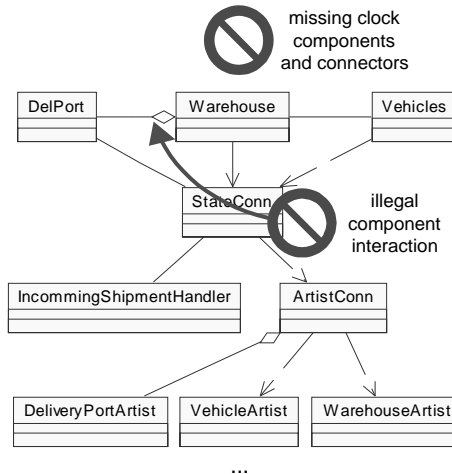 missing clock
components
and connectors
DelPort
Warehouse
Vehicles
StateConn
illegal
component
interaction
IncommingShipmentHandler
ArtistConn
DeliveryPortArtist
VehicleArtist
WarehouseArtist
...